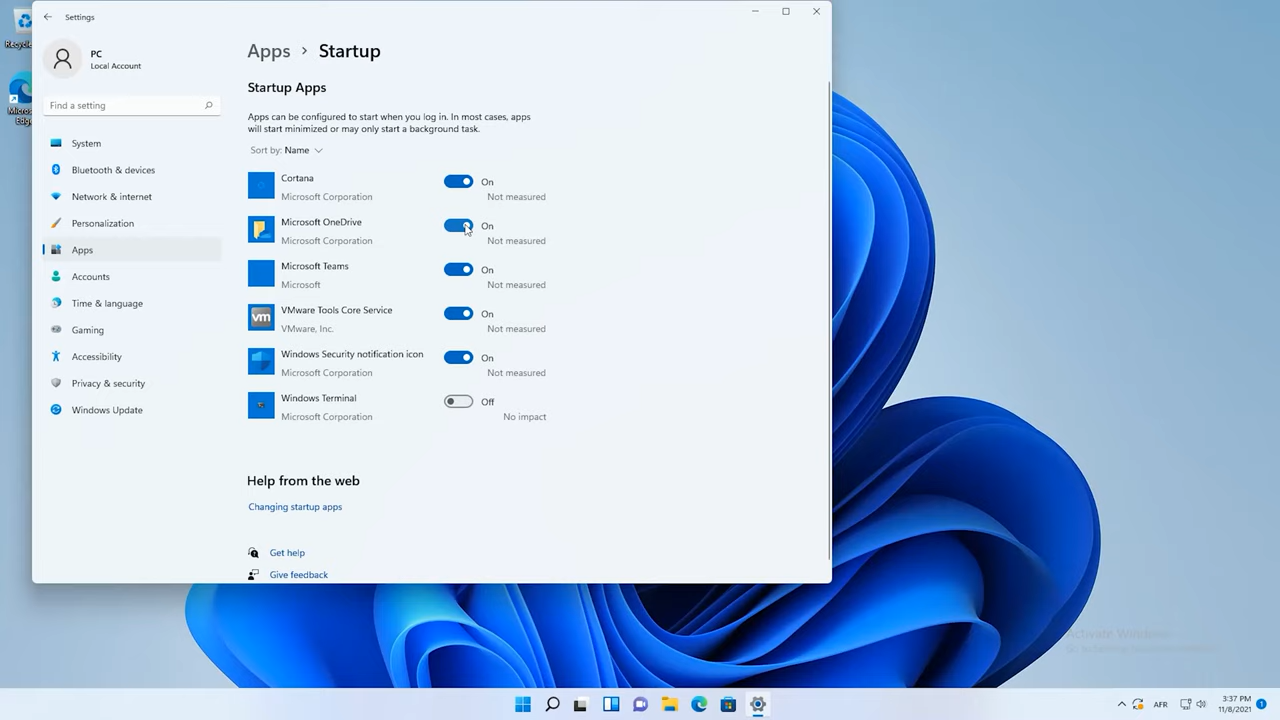 Settings
Recycle
PC
Local Account
Find a setting
System
Bluetooth & devices
Network & internet
Personalization
Apps
Accounts
Time & language
Gaming
Accessibility
Privacy & security
Windows Update
Apps > Startup
Startup Apps
Apps can be configured to start when you log in. In most cases, apps
will start minimized or may only start a background task.
Sort by: Name
Cortana
On
Microsoft Corporation
Not measured
Microsoft OneDrive
On
Microsoft Corporation
Not measured
Microsoft Teams
On
Microsoft
Not measured
vm
VMware Tools Core Service
On
VMware, Inc.
Not measured
Windows Security notification icon
On
Microsoft Corporation
Not measured
Windows Terminal
Off
Microsoft Corporation
No impact
Help from the web
Changing startup apps
Get help
Give feedback
Edge
Activate Windows
AFR
3:37 PM
11/8/2021
1